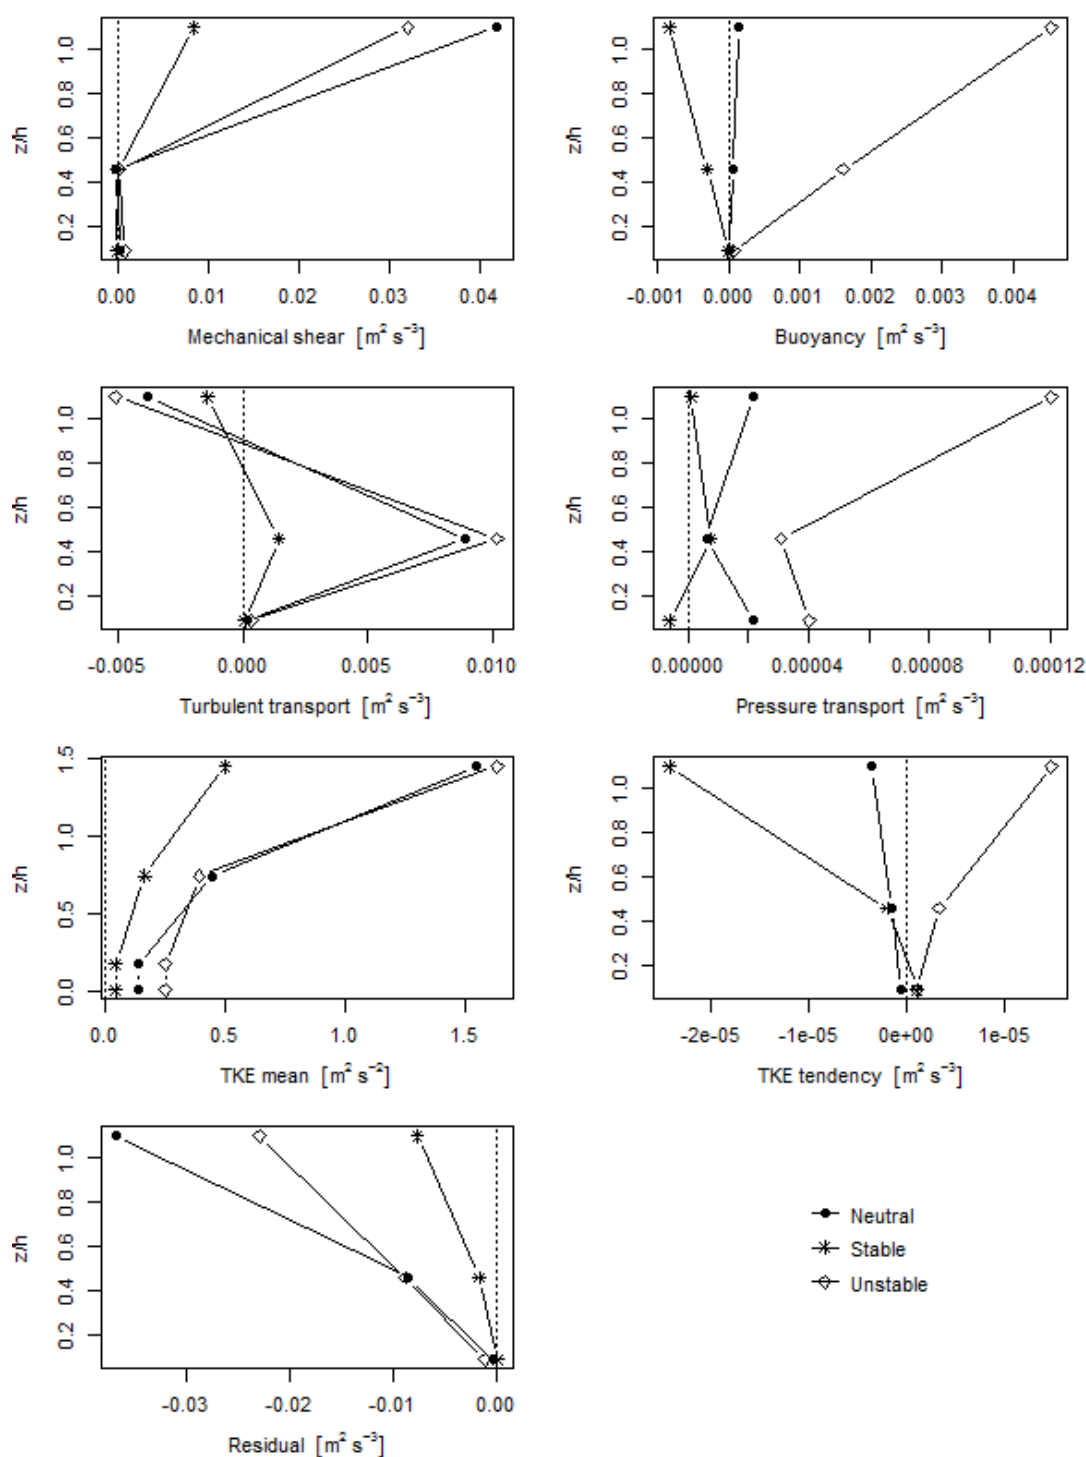 z/h
0.2 0.4 0.6 0.8 1.0
0.00 0.01 0.02 0.03 0.04
Mechanical shear [m² s⁻³]
z/h
0.2 0.4 0.6 0.8 1.0
-0.001 0.000 0.001 0.002 0.003 0.004
Buoyancy [m² s⁻³]
z/h
0.2 0.4 0.6 0.8 1.0
-0.005 0.000 0.005 0.010
Turbulent transport [m² s⁻³]
z/h
0.2 0.4 0.6 0.8 1.0
0.00000 0.00004 0.00008 0.00012
Pressure transport [m² s⁻³]
z/h
0.0 0.5 1.0 1.5
0.0 0.5 1.0 1.5
TKE mean [m² s⁻²]
z/h
0.2 0.4 0.6 0.8 1.0
-2e-05 -1e-05 0e+00 1e-05
TKE tendency [m² s⁻³]
z/h
0.2 0.4 0.6 0.8 1.0
-0.03 -0.02 -0.01 0.00
Residual [m² s⁻³]
Neutral
Stable
Unstable